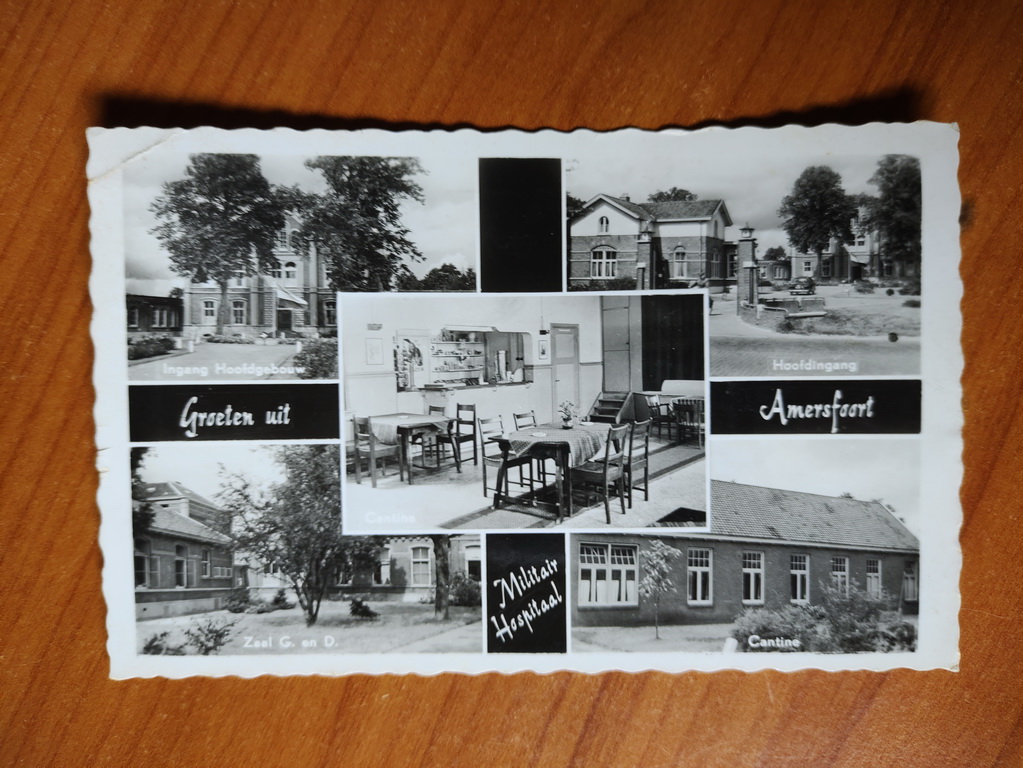 Ingang Hoofdgebouw
Hoofdingang
Groeten uit
Amersfoort
Cantine
Zaal G. en D.
Militair
Hospitaal
Cantine